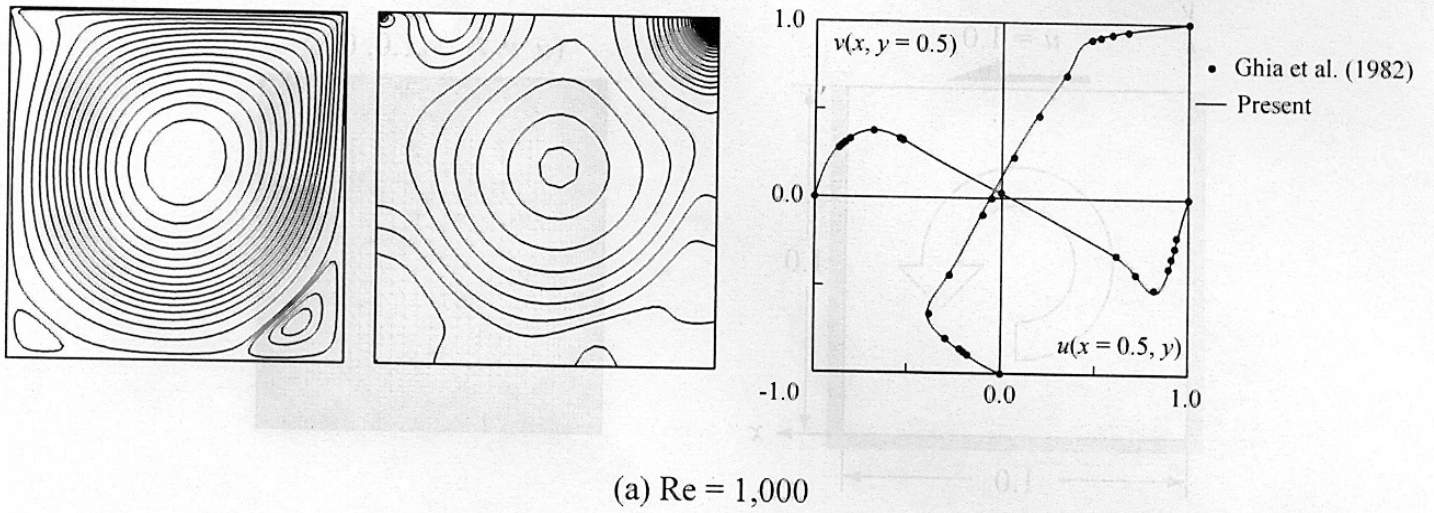 1.0
v(x, y = 0.5)
• Ghia et al. (1982)
— Present
0.0
u(x = 0.5, y)
-1.0
0.0
1.0
(a) Re = 1,000